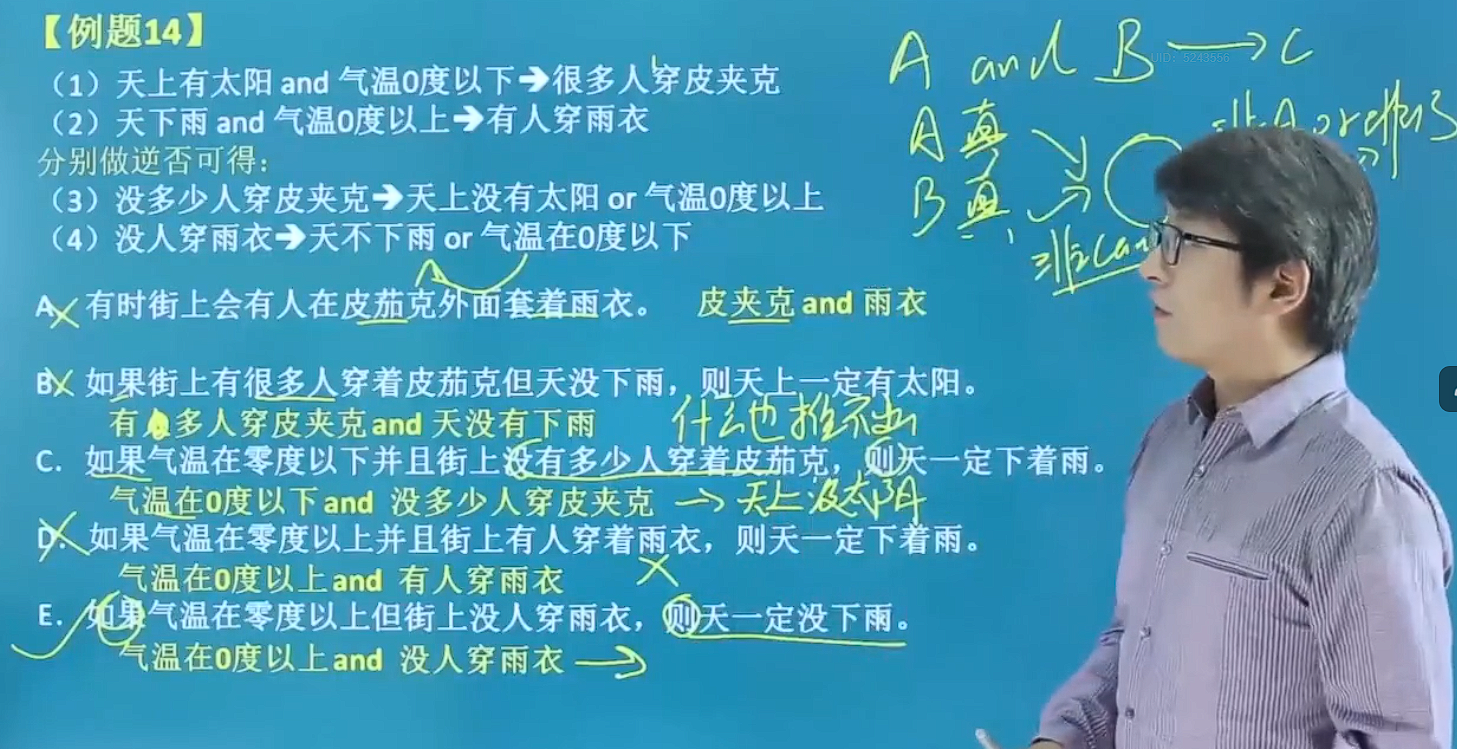 【例题14】
（1）天上有太阳 and 气温0度以下➔很多人穿皮夹克
（2）天下雨 and 气温0度以上➔有人穿雨衣
分别做逆否可得：
（3）没多少人穿皮夹克➔天上没有太阳 or 气温0度以上
（4）没人穿雨衣➔天不下雨 or 气温在0度以下
A. 有时街上会有人在皮茄克外面套着雨衣。 皮夹克 and 雨衣
B. 如果街上有很多人穿着皮茄克但天没下雨，则天上一定有太阳。
有很多人穿皮夹克and 天没有下雨 什么也推不出
C. 如果气温在零度以下并且街上没有多少人穿着皮茄克，则天一定下着雨。
气温在0度以下and 没多少人穿皮夹克 → 天上没太阳
D. 如果气温在零度以上并且街上有人穿着雨衣，则天一定下着雨。
气温在0度以上and 有人穿雨衣 ×
E. 如果气温在零度以上但街上没人穿雨衣，则天一定没下雨。
气温在0度以上and 没人穿雨衣 →
A and B → C
UID: 5243556
A 真
B 真
非A or 非B
非C an